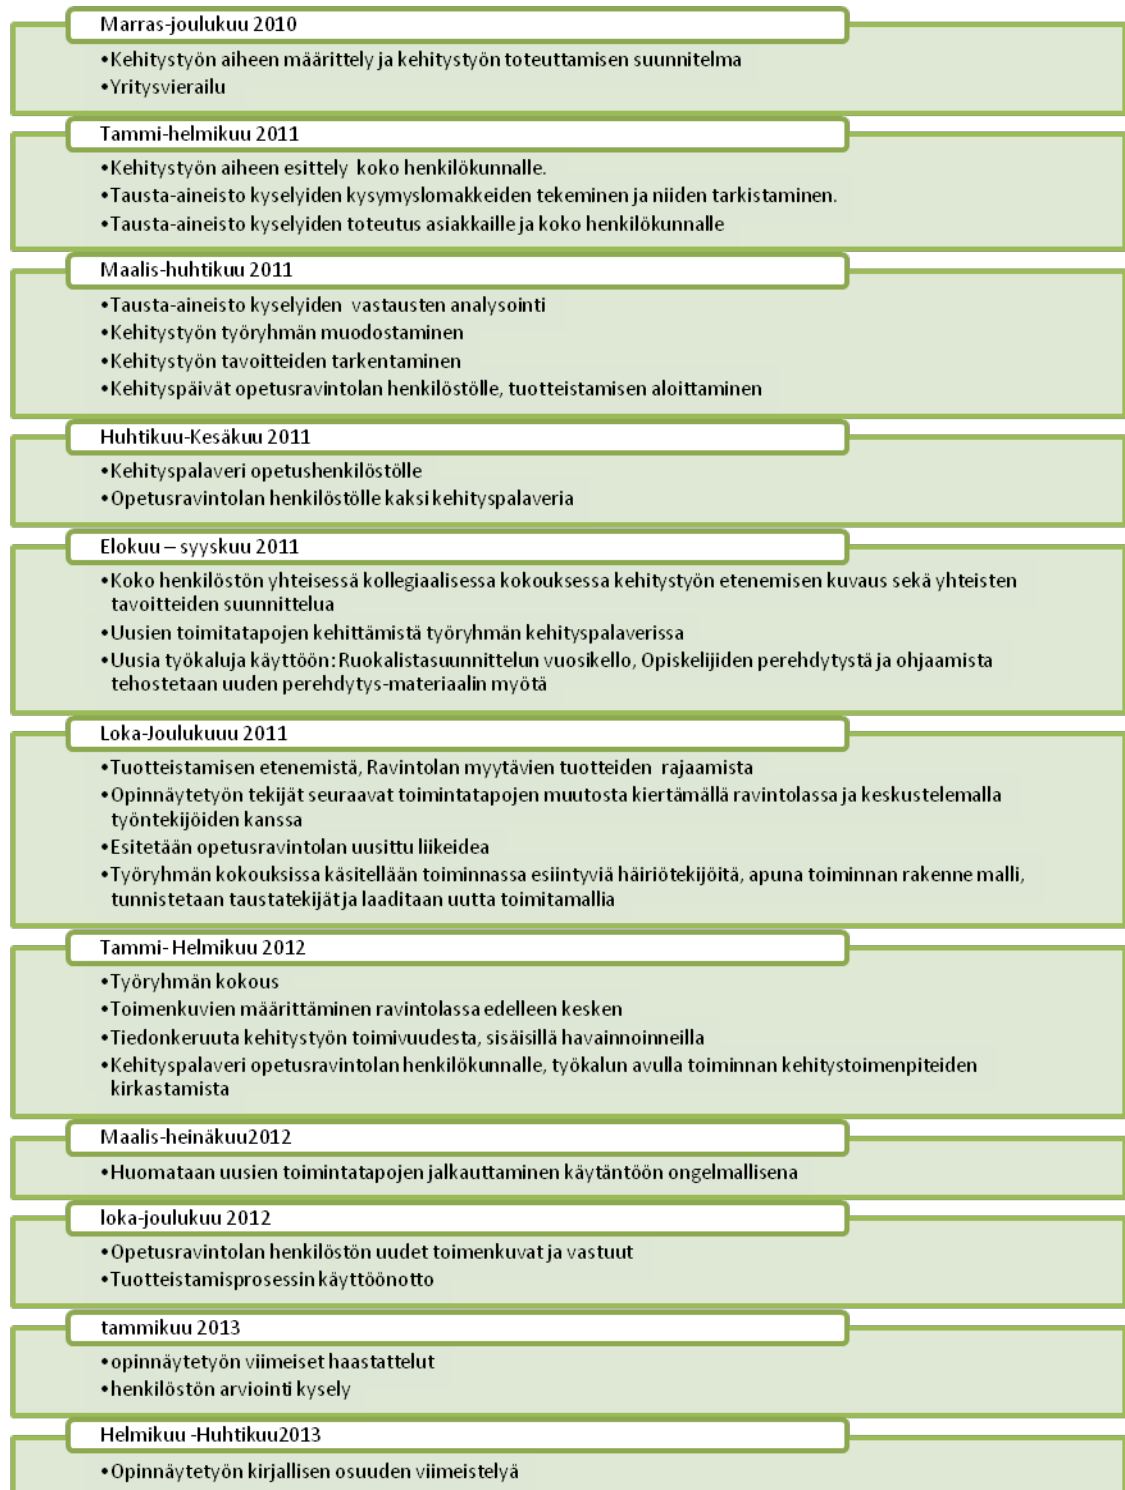 Marras-joulukuu 2010
•Kehitystyön aiheen määrittely ja kehitystyön toteuttamisen suunnitelma
•Yritysvierailu
Tammi-helmikuu 2011
•Kehitystyön aiheen esittely koko henkilökunnalle.
•Tausta-aineisto kyselyiden kysymyslomakkeiden tekeminen ja niiden tarkistaminen.
•Tausta-aineisto kyselyiden toteutus asiakkaille ja koko henkilökunnalle
Maalis-huhtikuu 2011
•Tausta-aineisto kyselyiden vastausten analysointi
•Kehitystyön työryhmän muodostaminen
•Kehitystyön tavoitteiden tarkentaminen
•Kehityspäivät opetusravintolan henkilöstölle, tuotteistamisen aloittaminen
Huhtikuu-Kesäkuu 2011
•Kehityspalaveri opetushenkilöstölle
•Opetusravintolan henkilöstölle kaksi kehityspalaveria
Elokuu – syyskuu 2011
•Koko henkilöstön yhteisessä kollegiaalisessa kokouksessa kehitystyön etenemisen kuvaus sekä yhteisten
tavoitteiden suunnittelua
•Uusien toimitatapojen kehittämistä työryhmän kehityspalaverissa
•Uusia työkaluja käyttöön: Ruokalistasuunnittelun vuosikello, Opiskelijiden perehdytystä ja ohjaamista
tehostetaan uuden perehdytys-materiaalin myötä
Loka-Joulukuuu 2011
•Tuotteistamisen etenemistä, Ravintolan myytävien tuotteiden rajaamista
•Opinnäytetyön tekijät seuraavat toimintatapojen muutosta kiertämällä ravintolassa ja keskustelemalla
työntekijöiden kanssa
•Esitetään opetusravintolan uusittu liikeidea
•Työryhmän kokouksissa käsitellään toiminnassa esiintyviä häiriötekijöitä, apuna toiminnan rakenne malli,
tunnistetaan taustatekijät ja laaditaan uutta toimitamallia
Tammi- Helmikuu 2012
•Työryhmän kokous
•Toimenkuvien määrittäminen ravintolassa edelleen kesken
•Tiedonkeruuta kehitystyön toimivuudesta, sisäisillä havainnoinneilla
•Kehityspalaveri opetusravintolan henkilökunnalle, työkalun avulla toiminnan kehitystoimenpiteiden
kirkastamista
Maalis-heinäkuu2012
•Huomataan uusien toimintatapojen jalkauttaminen käytäntöön ongelmallisena
loka-joulukuu 2012
•Opetusravintolan henkilöstön uudet toimenkuvat ja vastuut
•Tuotteistamisprosessin käyttöönotto
tammikuu 2013
•opinnäytetyön viimeiset haastattelut
•henkilöstön arviointi kysely
Helmikuu -Huhtikuu2013
•Opinnäytetyön kirjallisen osuuden viimeistelyä